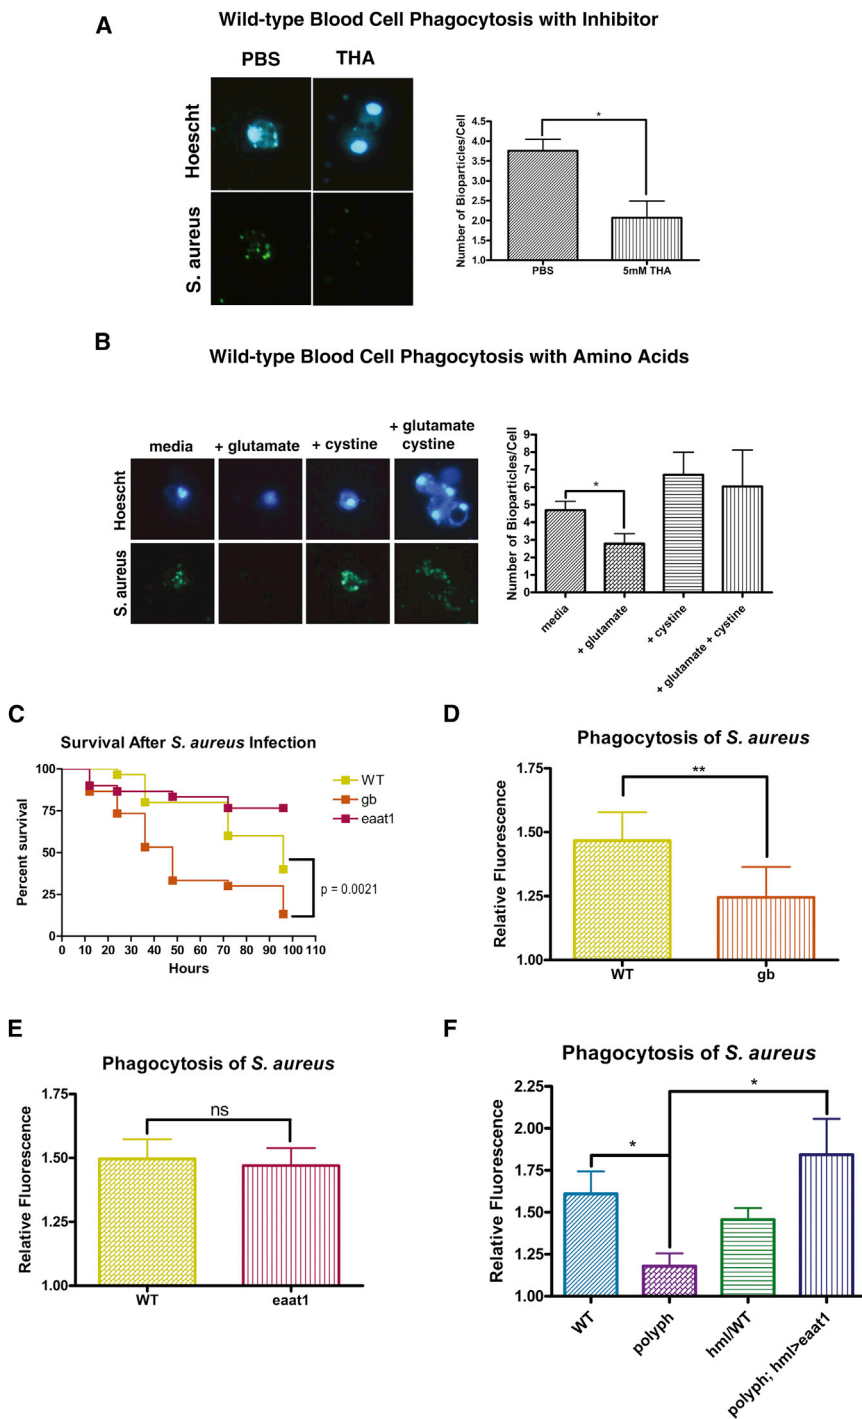 A
Wild-type Blood Cell Phagocytosis with Inhibitor
PBS
THA
Hoescht
S. aureus
Number of Bioparticles/Cell
4.5
4.0
3.5
3.0
2.5
2.0
1.5
1.0
*
PBS
5mM THA
B
Wild-type Blood Cell Phagocytosis with Amino Acids
media
+ glutamate
+ cystine
+ glutamate
cystine
Hoescht
S. aureus
Number of Bioparticles/Cell
9
8
7
6
5
4
3
2
1
0
*
media
+ glutamate
+ cystine
+ glutamate + cystine
C
Survival After S. aureus Infection
Percent survival
100
75
50
25
0
0 10 20 30 40 50 60 70 80 90 100 110
Hours
WT
gb
eaat1
p = 0.0021
D
Phagocytosis of S. aureus
Relative Fluorescence
1.75
1.50
1.25
1.00
**
WT
gb
E
Phagocytosis of S. aureus
Relative Fluorescence
1.75
1.50
1.25
1.00
ns
WT
eaat1
F
Phagocytosis of S. aureus
Relative Fluorescence
2.25
2.00
1.75
1.50
1.25
1.00
*
*
WT
polyph
hml/WT
polyph; hml>eaat1